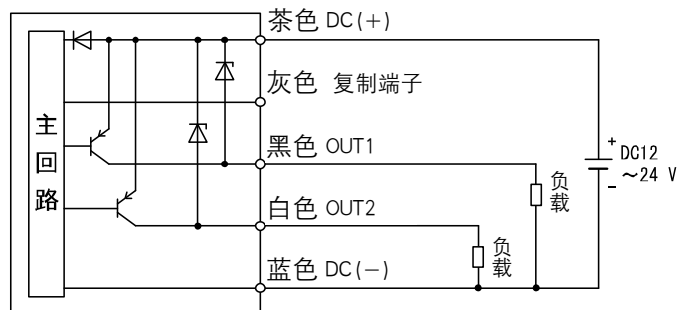 茶色 DC(+)
灰色 复制端子
主回路
黑色 OUT1
+ DC12
～24 V
-
负载
白色 OUT2
负载
蓝色 DC(-)